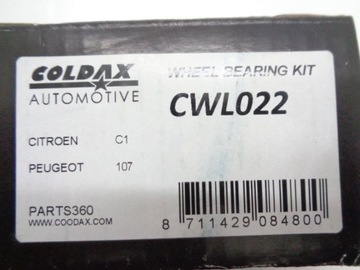 COLDAX
AUTOMOTIVE
WHEEL BEARING KIT
CWL022
CITROEN C1
PEUGEOT 107
PARTS360
WWW.COODAX.COM
8 711429 084800